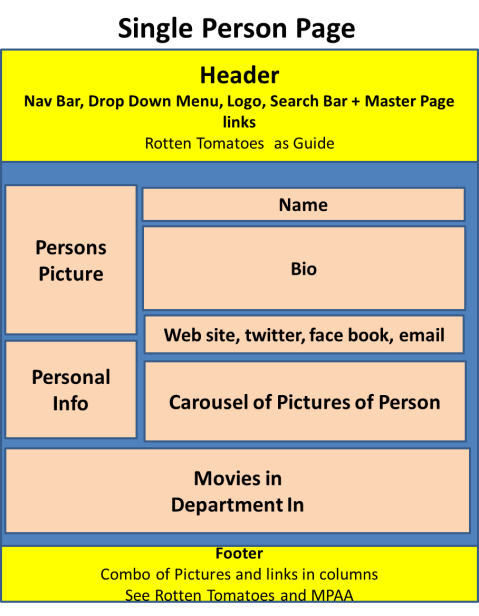 Single Person Page
Header
Nav Bar, Drop Down Menu, Logo, Search Bar + Master Page
links
Rotten Tomatoes as Guide
Persons
Picture
Name
Bio
Web site, twitter, face book, email
Personal
Info
Carousel of Pictures of Person
Movies in
Department In
Footer
Combo of Pictures and links in columns
See Rotten Tomatoes and MPAA